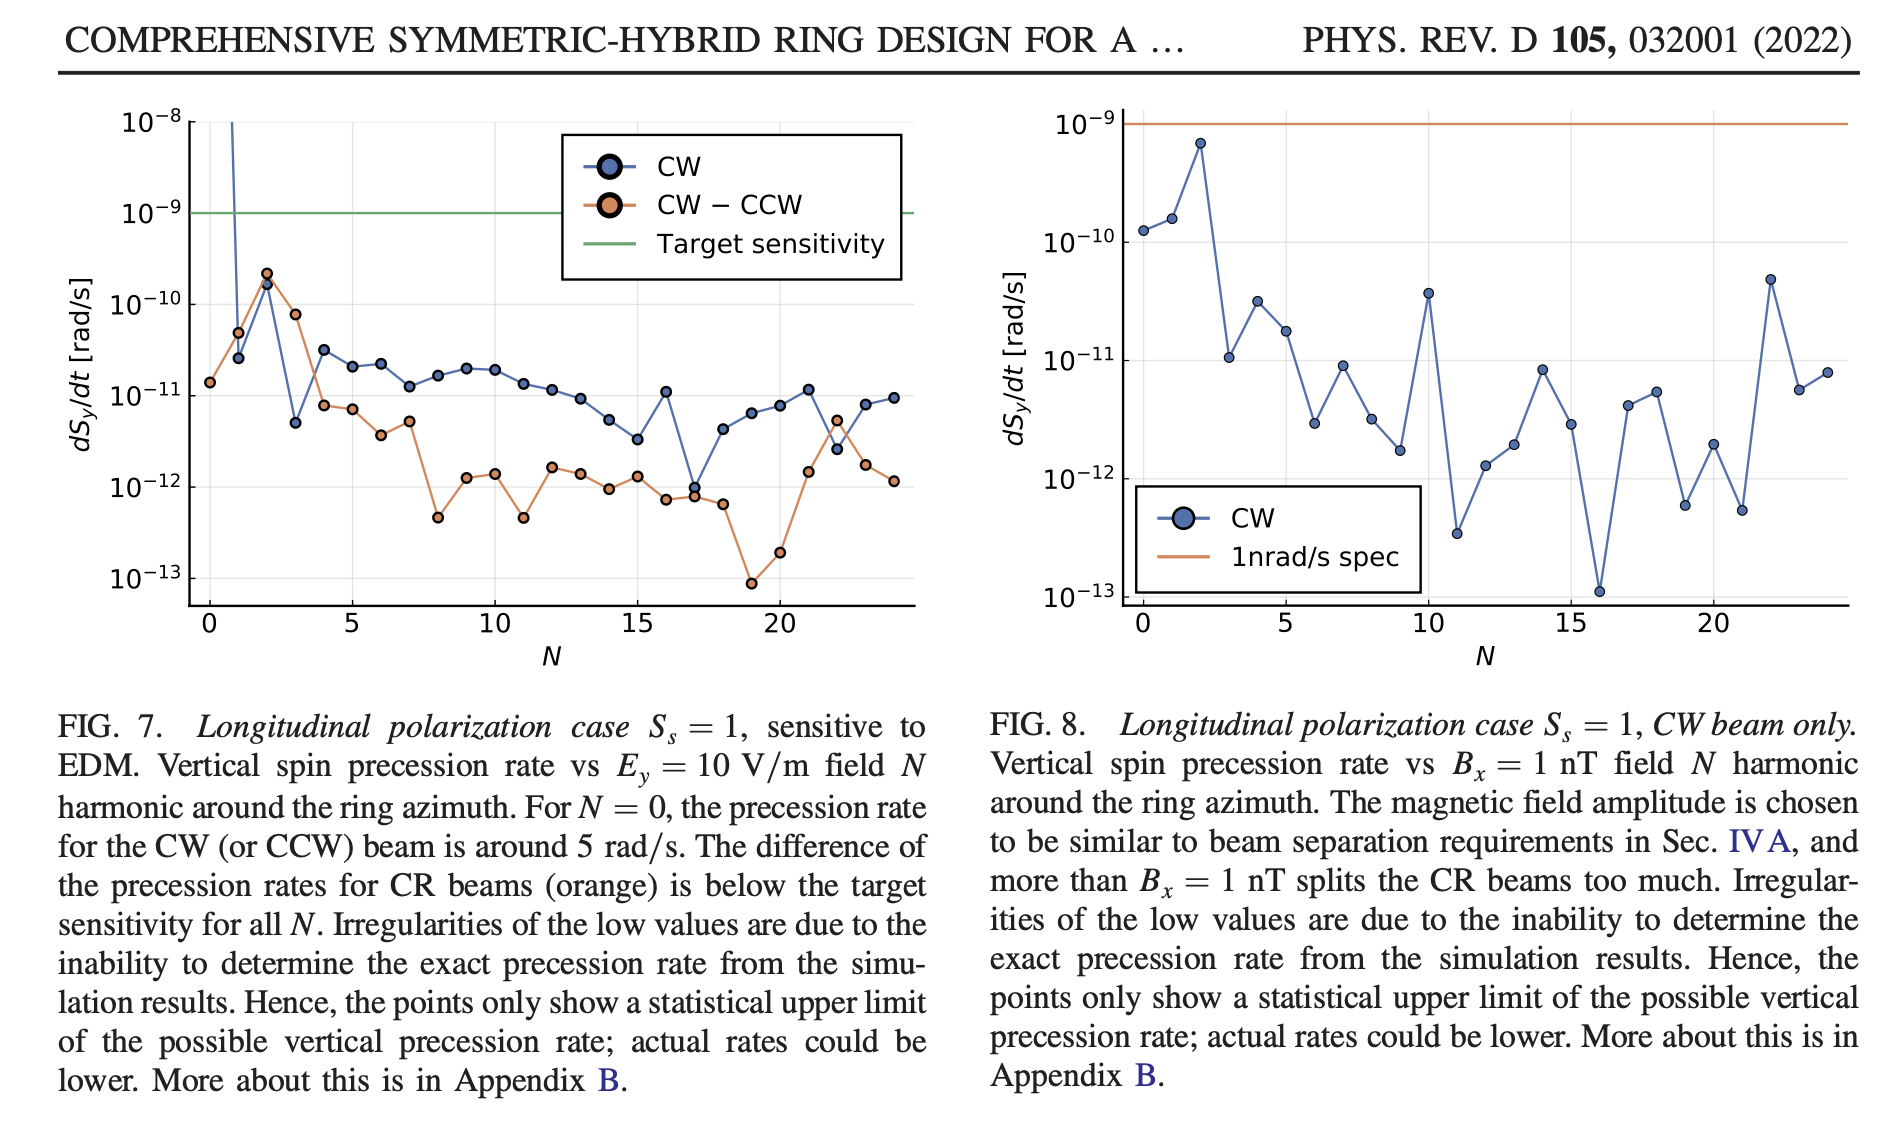 COMPREHENSIVE SYMMETRIC-HYBRID RING DESIGN FOR A …
PHYS. REV. D 105, 032001 (2022)
10⁻⁸
10⁻⁹
10⁻¹⁰
10⁻¹¹
10⁻¹²
10⁻¹³
dS_y/dt [rad/s]
CW
CW − CCW
Target sensitivity
0 5 10 15 20
N
FIG. 7. Longitudinal polarization case S_s = 1, sensitive to
EDM. Vertical spin precession rate vs E_y = 10 V/m field N
harmonic around the ring azimuth. For N = 0, the precession rate
for the CW (or CCW) beam is around 5 rad/s. The difference of
the precession rates for CR beams (orange) is below the target
sensitivity for all N. Irregularities of the low values are due to the
inability to determine the exact precession rate from the simu-
lation results. Hence, the points only show a statistical upper limit
of the possible vertical precession rate; actual rates could be
lower. More about this is in Appendix B.
10⁻⁹
10⁻¹⁰
10⁻¹¹
10⁻¹²
10⁻¹³
dS_y/dt [rad/s]
CW
1nrad/s spec
0 5 10 15 20
N
FIG. 8. Longitudinal polarization case S_s = 1, CW beam only.
Vertical spin precession rate vs B_x = 1 nT field N harmonic
around the ring azimuth. The magnetic field amplitude is chosen
to be similar to beam separation requirements in Sec. IV A, and
more than B_x = 1 nT splits the CR beams too much. Irregular-
ities of the low values are due to the inability to determine the
exact precession rate from the simulation results. Hence, the
points only show a statistical upper limit of the possible vertical
precession rate; actual rates could be lower. More about this is in
Appendix B.